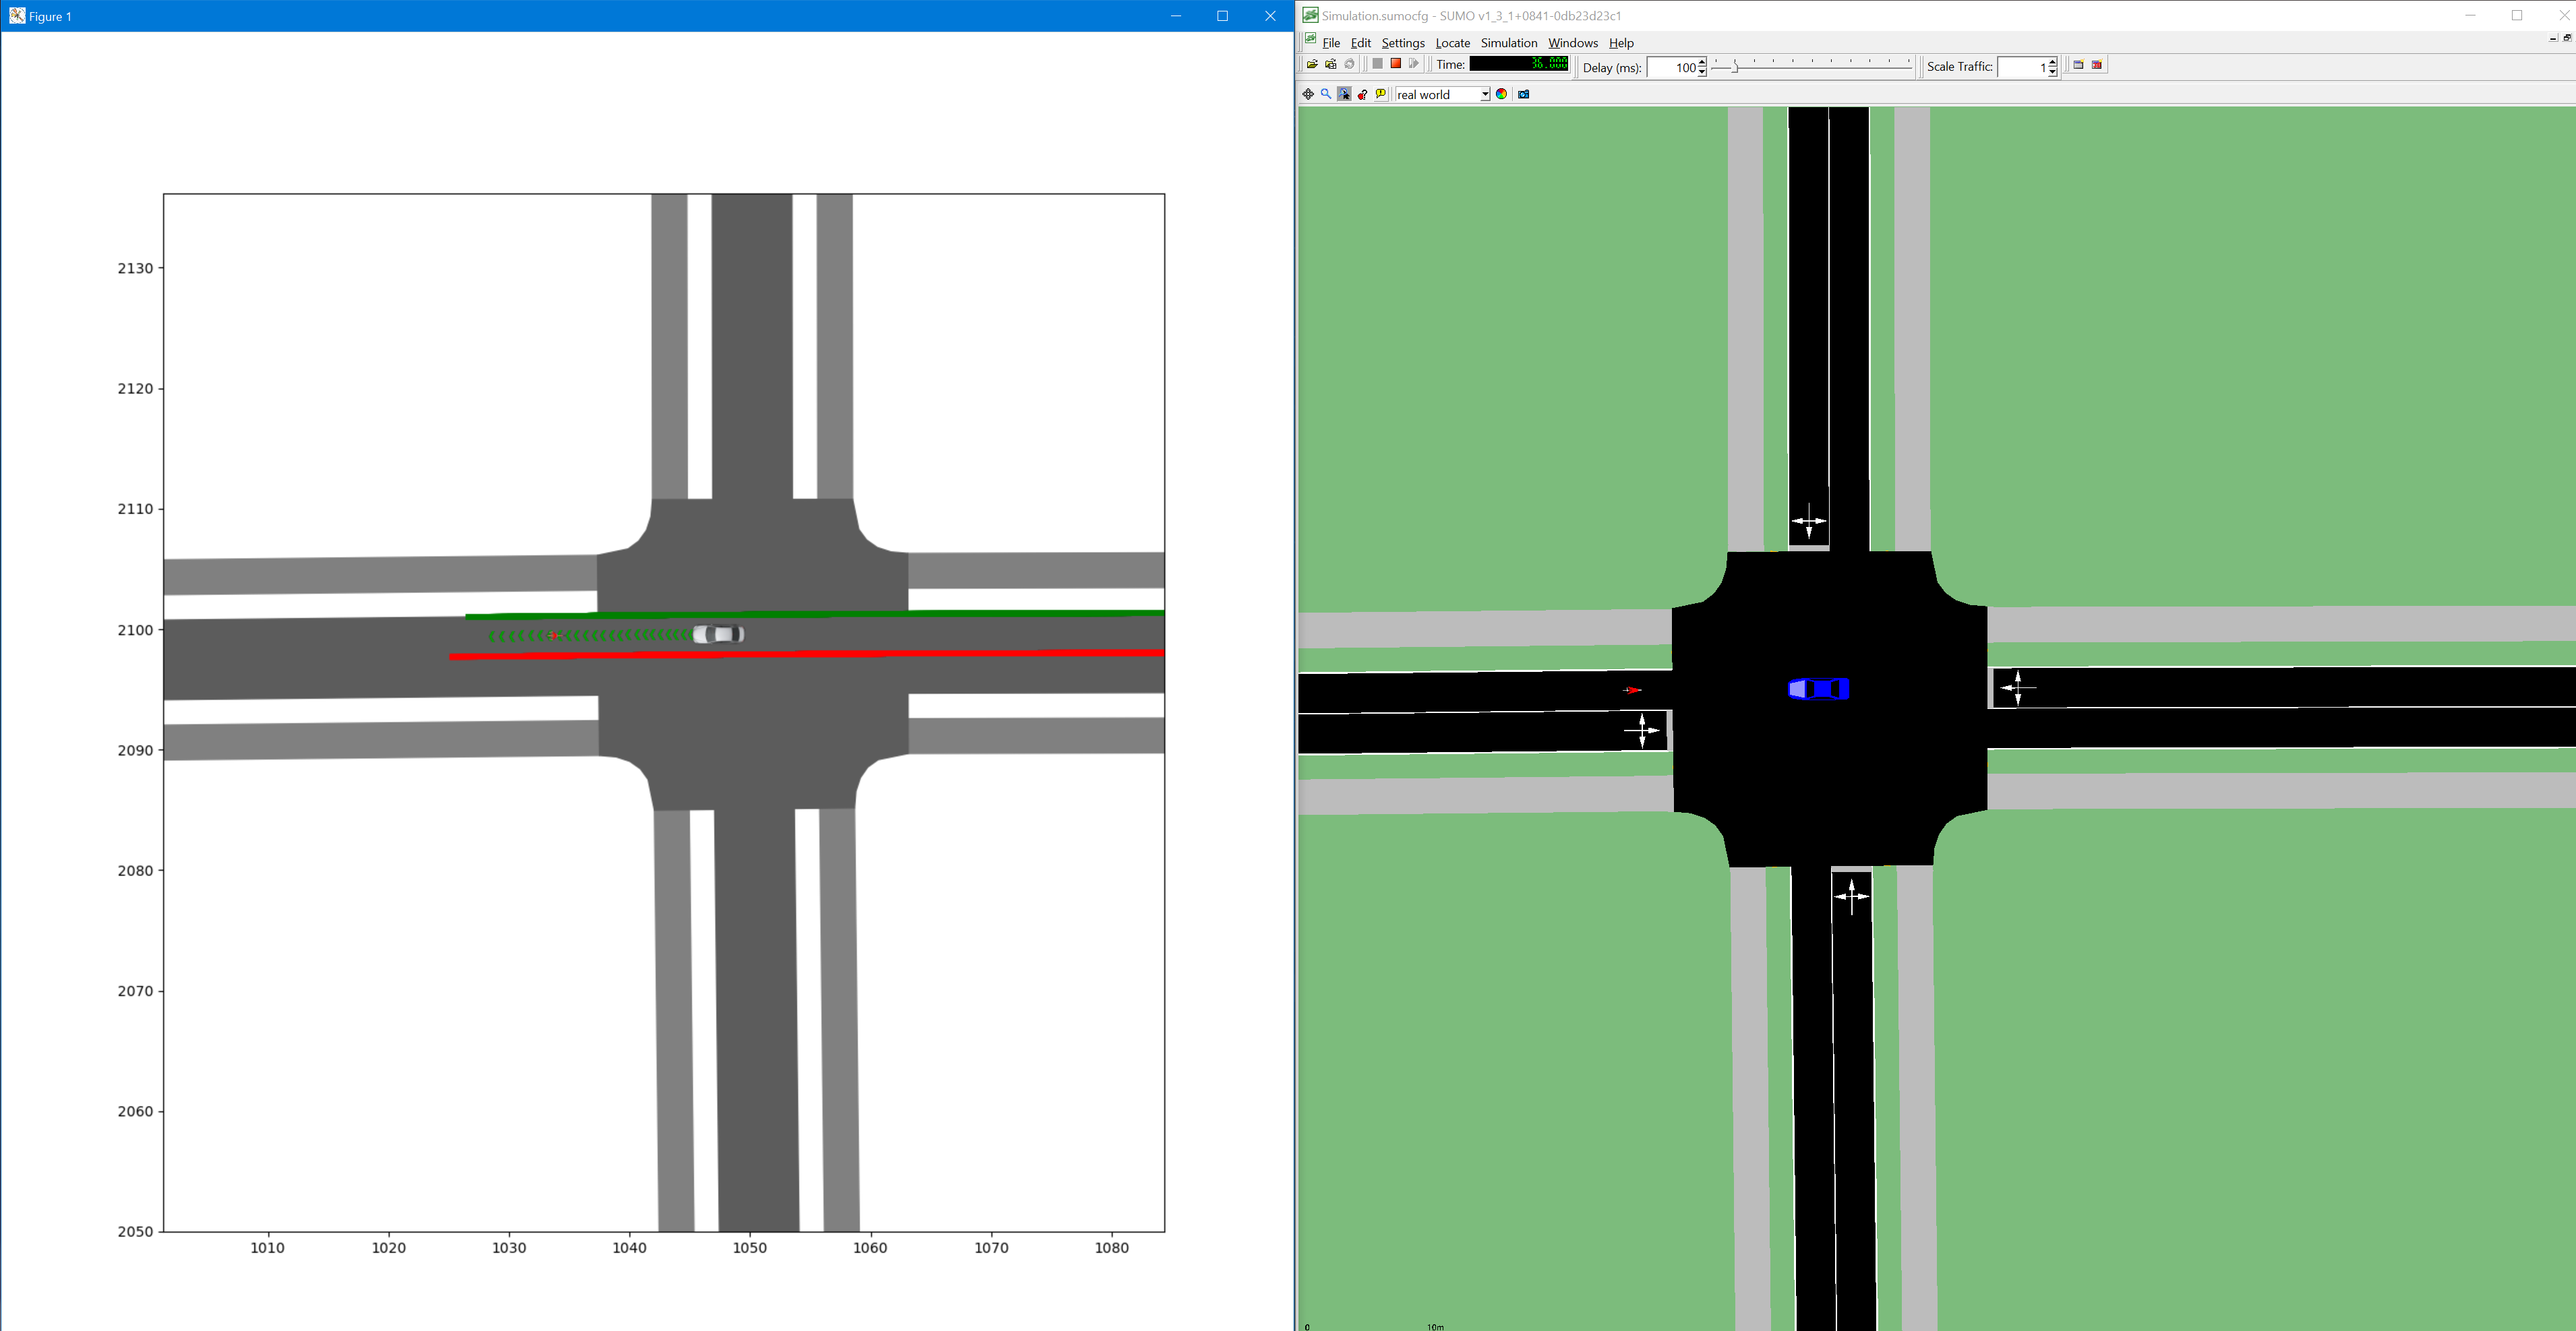 Figure 1
2130
2120
2110
2100
2090
2080
2070
2060
2050
1010 1020 1030 1040 1050 1060 1070 1080
Simulation.sumocfg - SUMO v1_3_1+0841-0db23d23c1
File Edit Settings Locate Simulation Windows Help
Time: 36.000 Delay (ms): 100 Scale Traffic: 1
real world
0 10m